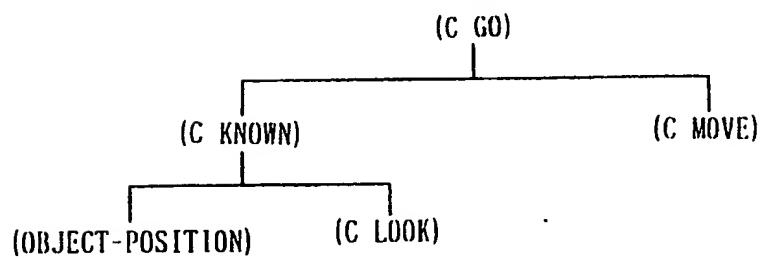 (C GO)
(C KNOWN) (C MOVE)
(OBJECT-POSITION) (C LOOK)